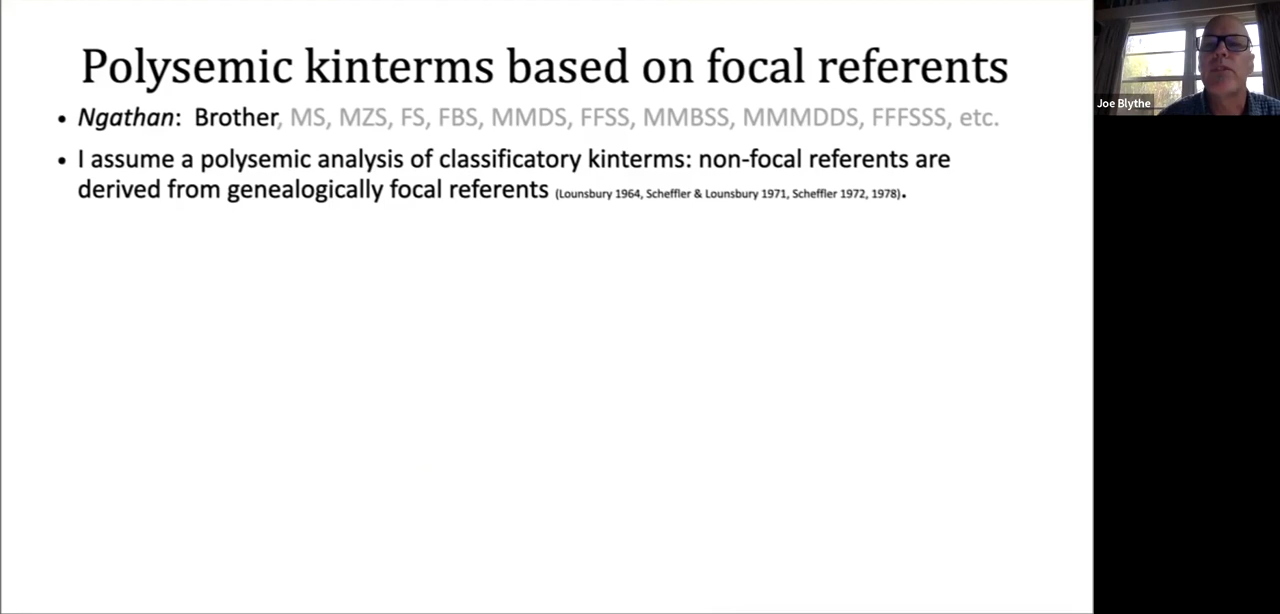 Polysemic kinterms based on focal referents
• Ngathan: Brother, MS, MZS, FS, FBS, MMDS, FFSS, MMBSS, MMMDDS, FFFSSS, etc.
• I assume a polysemic analysis of classificatory kinterms: non-focal referents are
derived from genealogically focal referents (Lounsbury 1964, Scheffler & Lounsbury 1971, Scheffler 1972, 1978).
Joe Blythe